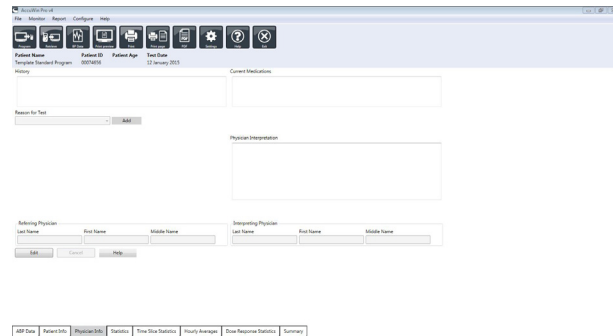 AccuWin Pro v4
File Monitor Report Configure Help
Program Retrieve BP Data Print preview Print Print page PDF Settings Help Exit
Patient Name Patient ID Patient Age Test Date
Template Standard Program 00074656 12 January 2015
History Current Medications
Reason for Test
Add
Physician Interpretation
Referring Physician Interpreting Physician
Last Name First Name Middle Name Last Name First Name Middle Name
Edit Cancel Help
ABP Data Patient Info Physician Info Statistics Time Slice Statistics Hourly Averages Dose Response Statistics Summary